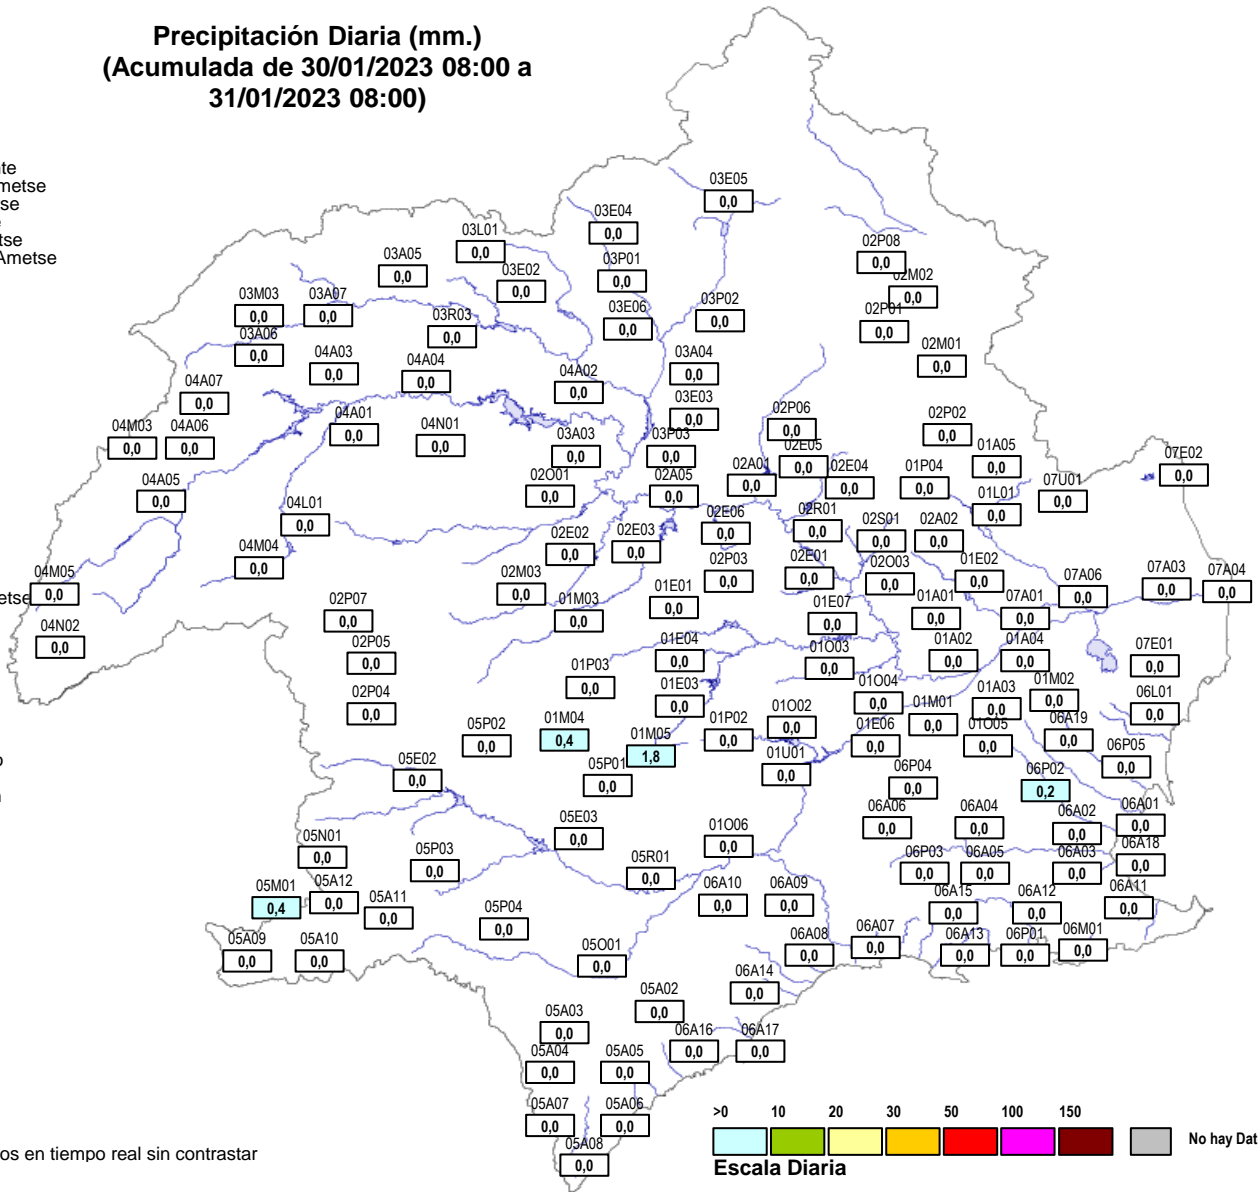 Precipitación Diaria (mm.)
(Acumulada de 30/01/2023 08:00 a
31/01/2023 08:00)
03E05
0,0
03E04
0,0
03L01
0,0
03A05
0,0
03E02
0,0
03P01
0,0
02P08
0,0
02M02
0,0
03M03
0,0
03A07
0,0
03R03
0,0
03E06
0,0
03P02
0,0
02P01
0,0
03A06
0,0
04A03
0,0
04A04
0,0
04A02
0,0
03A04
0,0
02M01
0,0
04A07
0,0
03E03
0,0
04M03
0,0
04A06
0,0
04A01
0,0
04N01
0,0
03A03
0,0
03P03
0,0
02P06
0,0
02E05
0,0
02P02
0,0
01A05
0,0
07E02
0,0
04A05
0,0
02O01
0,0
02A05
0,0
02A01
0,0
02E04
0,0
01P04
0,0
01L01
0,0
07U01
0,0
04L01
0,0
02E06
0,0
02R01
0,0
02S01
0,0
02A02
0,0
04M04
0,0
02E02
0,0
02E03
0,0
02P03
0,0
02E01
0,0
02O03
0,0
01E02
0,0
04M05
0,0
02M03
0,0
01M03
0,0
01E01
0,0
07A06
0,0
07A03
0,0
07A04
0,0
02P07
0,0
01E07
0,0
01A01
0,0
07A01
0,0
04N02
0,0
02P05
0,0
01E04
0,0
01O03
0,0
01A02
0,0
01A04
0,0
07E01
0,0
01P03
0,0
01E03
0,0
01O04
0,0
01A03
0,0
01M02
0,0
06L01
0,0
02P04
0,0
05P02
0,0
01M04
0,4
01M05
1,8
01P02
0,0
01O02
0,0
01E06
0,0
01M01
0,0
01O05
0,0
06A19
0,0
06P05
0,0
05E02
0,0
05P01
0,0
01U01
0,0
06P04
0,0
06P02
0,2
05E03
0,0
01O06
0,0
06A06
0,0
06A04
0,0
06A02
0,0
06A01
0,0
05N01
0,0
05P03
0,0
05R01
0,0
06P03
0,0
06A05
0,0
06A03
0,0
06A18
0,0
05M01
0,4
05A12
0,0
05A11
0,0
05P04
0,0
06A10
0,0
06A09
0,0
06A15
0,0
06A12
0,0
06A11
0,0
05A09
0,0
05A10
0,0
05O01
0,0
06A08
0,0
06A07
0,0
06A13
0,0
06P01
0,0
06M01
0,0
05A02
0,0
06A14
0,0
05A03
0,0
06A16
0,0
06A17
0,0
05A04
0,0
05A05
0,0
05A07
0,0
05A06
0,0
05A08
0,0
>0 10 20 30 50 100 150
No hay Dat
Escala Diaria
os en tiempo real sin contrastar